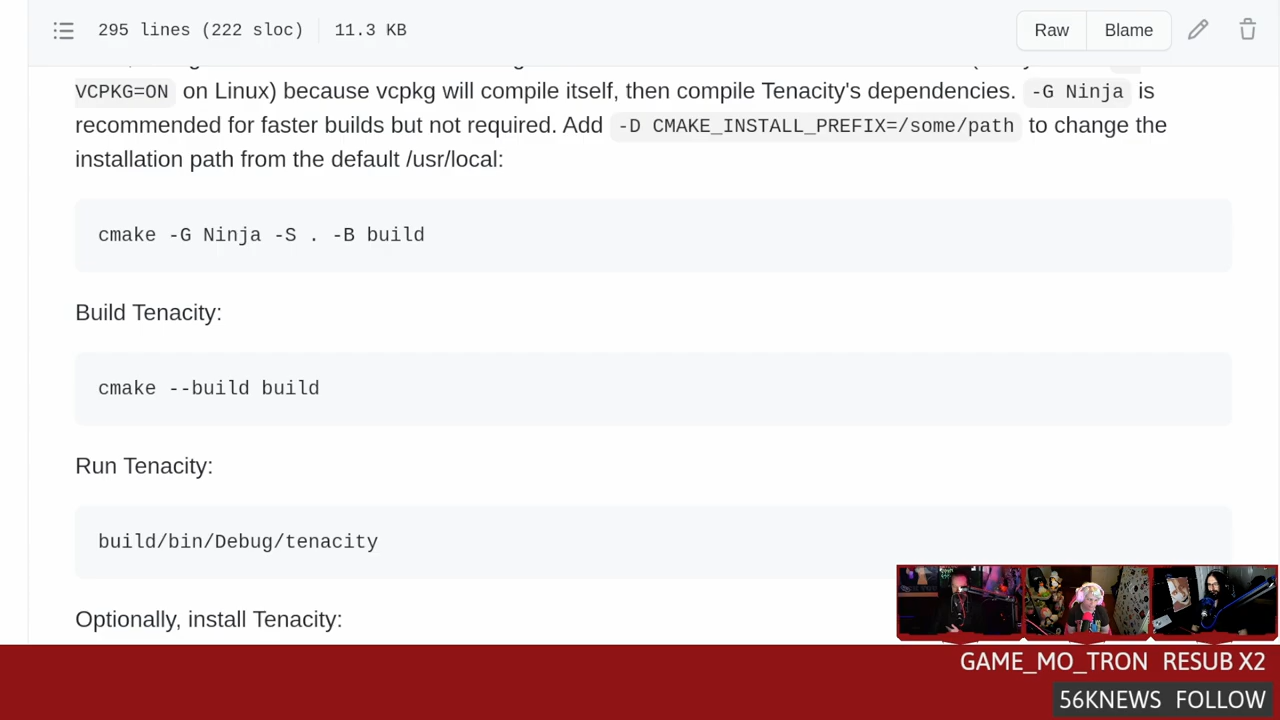 295 lines (222 sloc) 11.3 KB Raw Blame
VCPKG=ON on Linux) because vcpkg will compile itself, then compile Tenacity's dependencies. -G Ninja is
recommended for faster builds but not required. Add -D CMAKE_INSTALL_PREFIX=/some/path to change the
installation path from the default /usr/local:
cmake -G Ninja -S . -B build
Build Tenacity:
cmake --build build
Run Tenacity:
build/bin/Debug/tenacity
Optionally, install Tenacity:
GAME_MO_TRON RESUB X2
56KNEWS FOLLOW